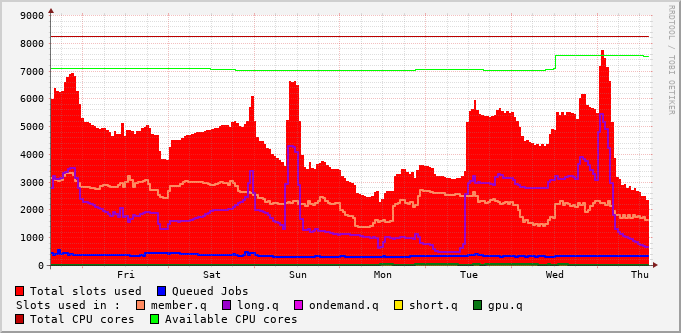 9000
8000
7000
6000
5000
4000
3000
2000
1000
0
Fri Sat Sun Mon Tue Wed Thu
RRDTOOL / TOBI OETIKER
Total slots used Queued Jobs
Slots used in : member.q long.q ondemand.q short.q gpu.q
Total CPU cores Available CPU cores